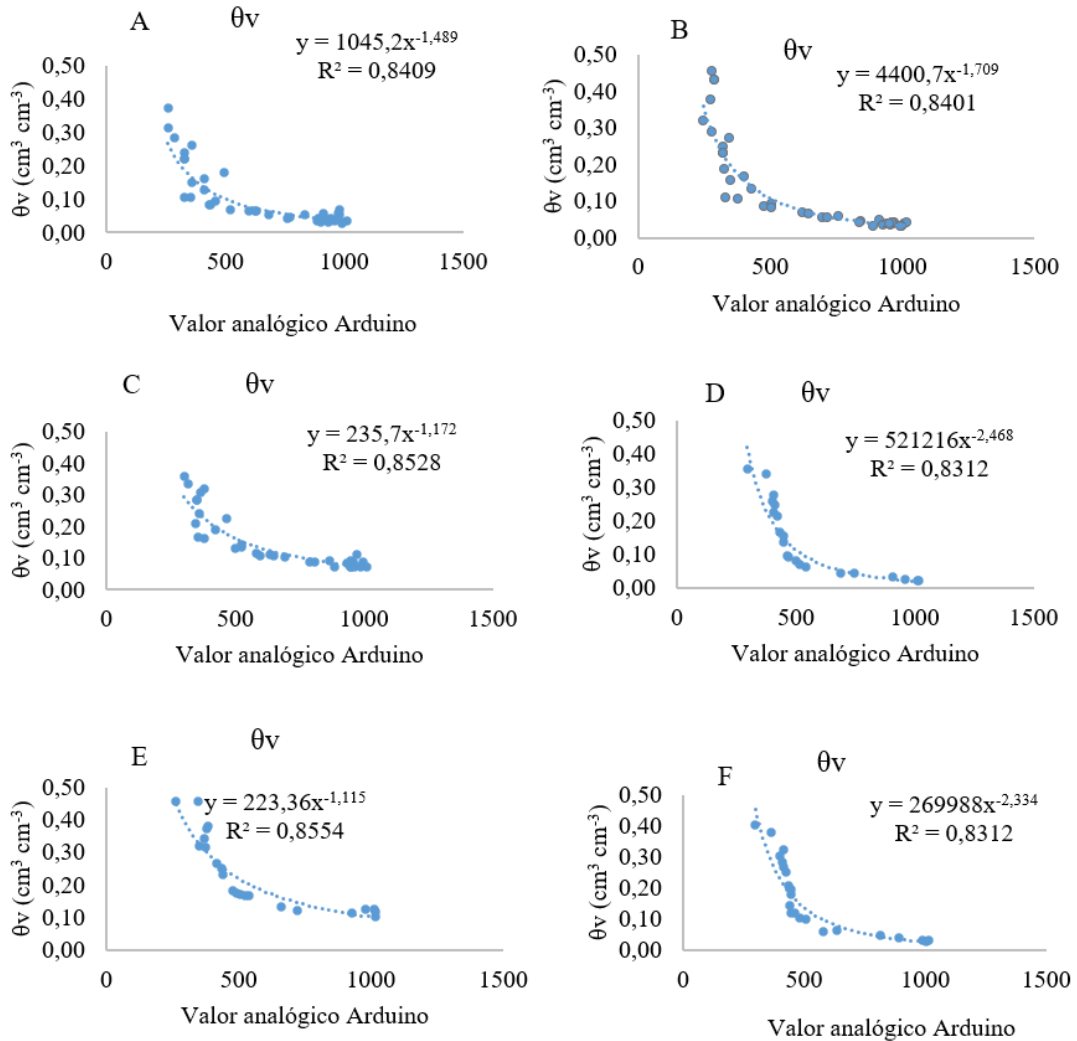 A
θv
y = 1045,2x⁻¹,⁴⁸⁹
R² = 0,8409
θv (cm³ cm⁻³)
0,50
0,40
0,30
0,20
0,10
0,00
0
500
1000
1500
Valor analógico Arduino
B
θv
y = 4400,7x⁻¹,⁷⁰⁹
R² = 0,8401
θv (cm³ cm⁻³)
0,50
0,40
0,30
0,20
0,10
0,00
0
500
1000
1500
Valor analógico Arduino
C
θv
y = 235,7x⁻¹,¹⁷²
R² = 0,8528
θv (cm³ cm⁻³)
0,50
0,40
0,30
0,20
0,10
0,00
0
500
1000
1500
Valor analógico Arduino
D
θv
y = 521216x⁻²,⁴⁶⁸
R² = 0,8312
θv (cm³ cm⁻³)
0,50
0,40
0,30
0,20
0,10
0,00
0
500
1000
1500
Valor analógico Arduino
E
θv
y = 223,36x⁻¹,¹¹⁵
R² = 0,8554
θv (cm³ cm⁻³)
0,50
0,40
0,30
0,20
0,10
0,00
0
500
1000
1500
Valor analógico Arduino
F
θv
y = 269988x⁻²,³³⁴
R² = 0,8312
θv (cm³ cm⁻³)
0,50
0,40
0,30
0,20
0,10
0,00
0
500
1000
1500
Valor analógico Arduino